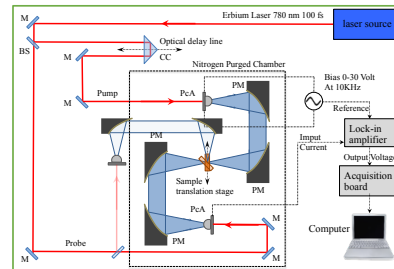 M
Erbium Laser 780 nm 100 fs
laser source
BS
Optical delay line
CC
M
M
Nitrogen Purged Chamber
Bias 0-30 Volt
At 10KHz
Pump
PcA
Reference
PM
PM
Lock-in
amplifier
Imput
Current
Output Voltage
Sample
translation stage
PM
Acquisition
board
PM
PcA
M
Computer
Probe
M
M